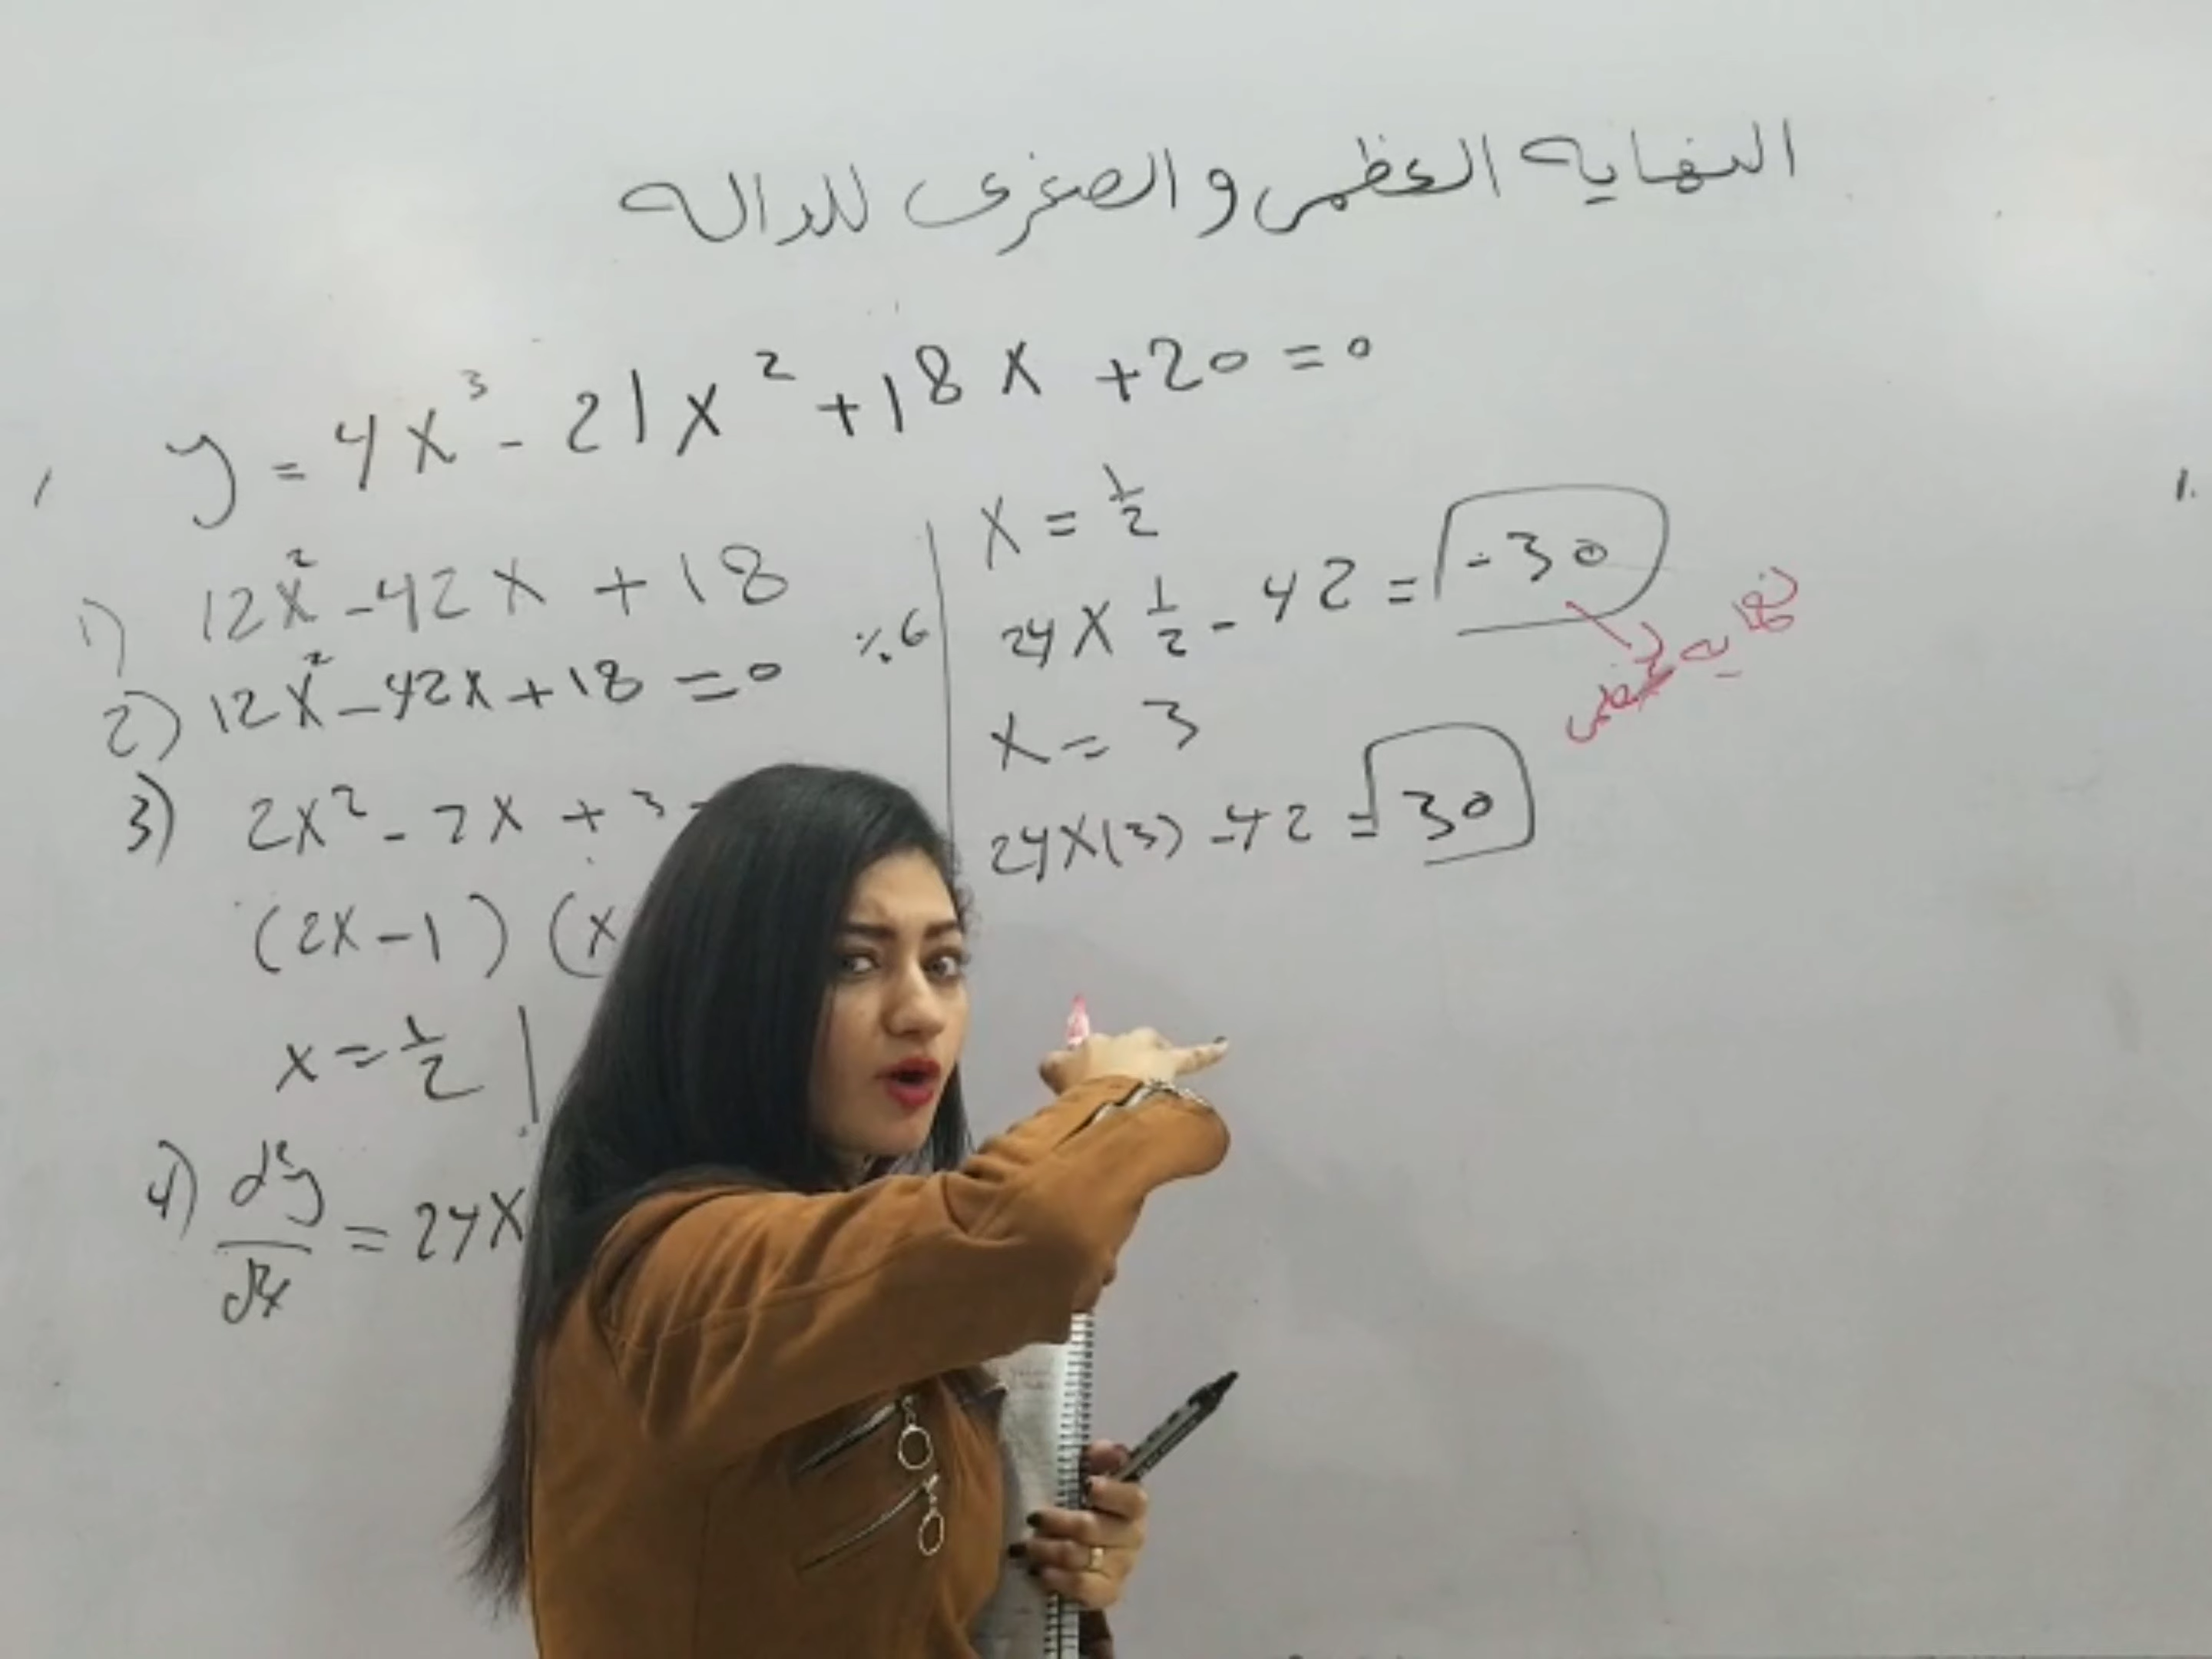 النهايه العظمى والصغرى للداله
y = 4x³ - 21x² + 18x + 20 = 0
1) 12x² - 42x + 18
2) 12x² - 42x + 18 = 0 ٪6
3) 2x² - 7x + 3
(2x - 1) (x
x = 1/2 |
4) d²y/dx² = 24x
x = 1/2
24 x 1/2 - 42 = -30
نهايه عظمى
x = 3
24 x (3) - 42 = 30